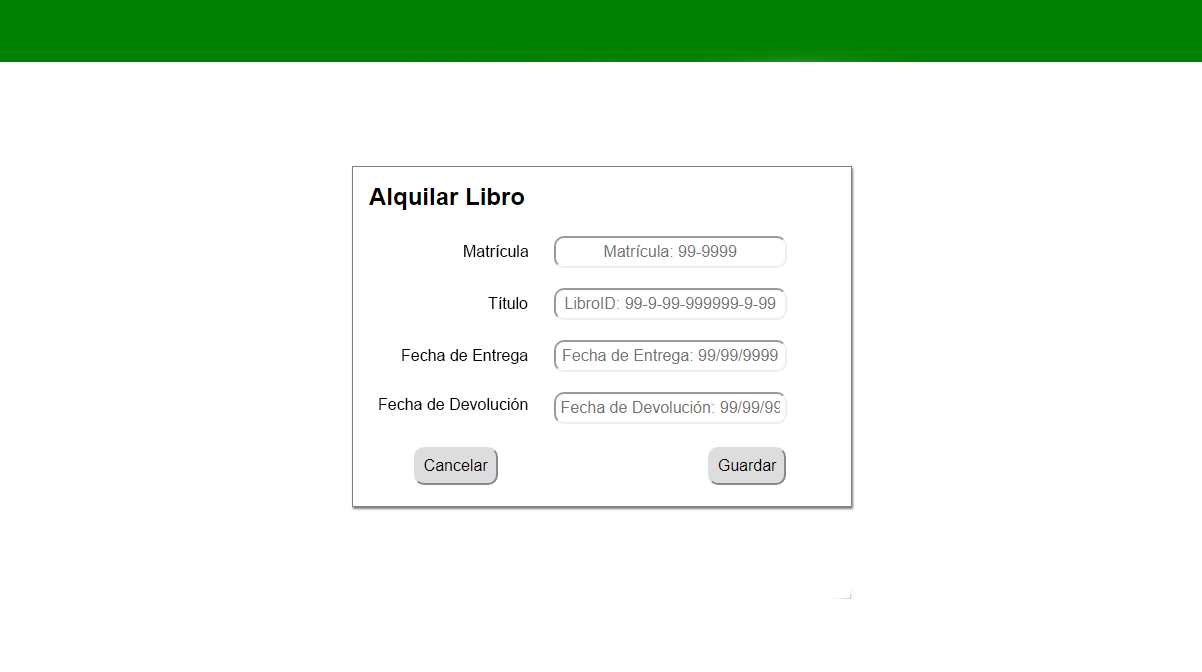 Alquilar Libro
Matrícula Matrícula: 99-9999
Título LibroID: 99-9-99-999999-9-99
Fecha de Entrega Fecha de Entrega: 99/99/9999
Fecha de Devolución Fecha de Devolución: 99/99/99
Cancelar Guardar